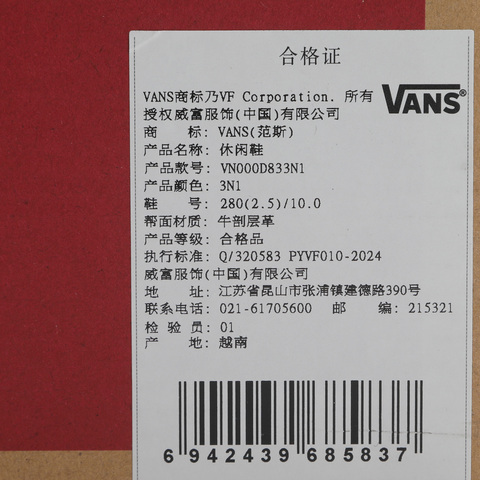 合格证
VANS商标乃VF Corporation. 所有
VANS®
授权威富服饰(中国)有限公司
商 标: VANS(范斯)
产品名称: 休闲鞋
产品款号: VN000D833N1
产品颜色: 3N1
鞋 号: 280(2.5)/10.0
帮面材质: 牛剖层革
产品等级: 合格品
执行标准: Q/320583 PYVF010-2024
威富服饰(中国)有限公司
地 址: 江苏省昆山市张浦镇建德路390号
联系电话: 021-61705600 邮 编: 215321
检 验 员: 01
产 地: 越南
6 942439 685837